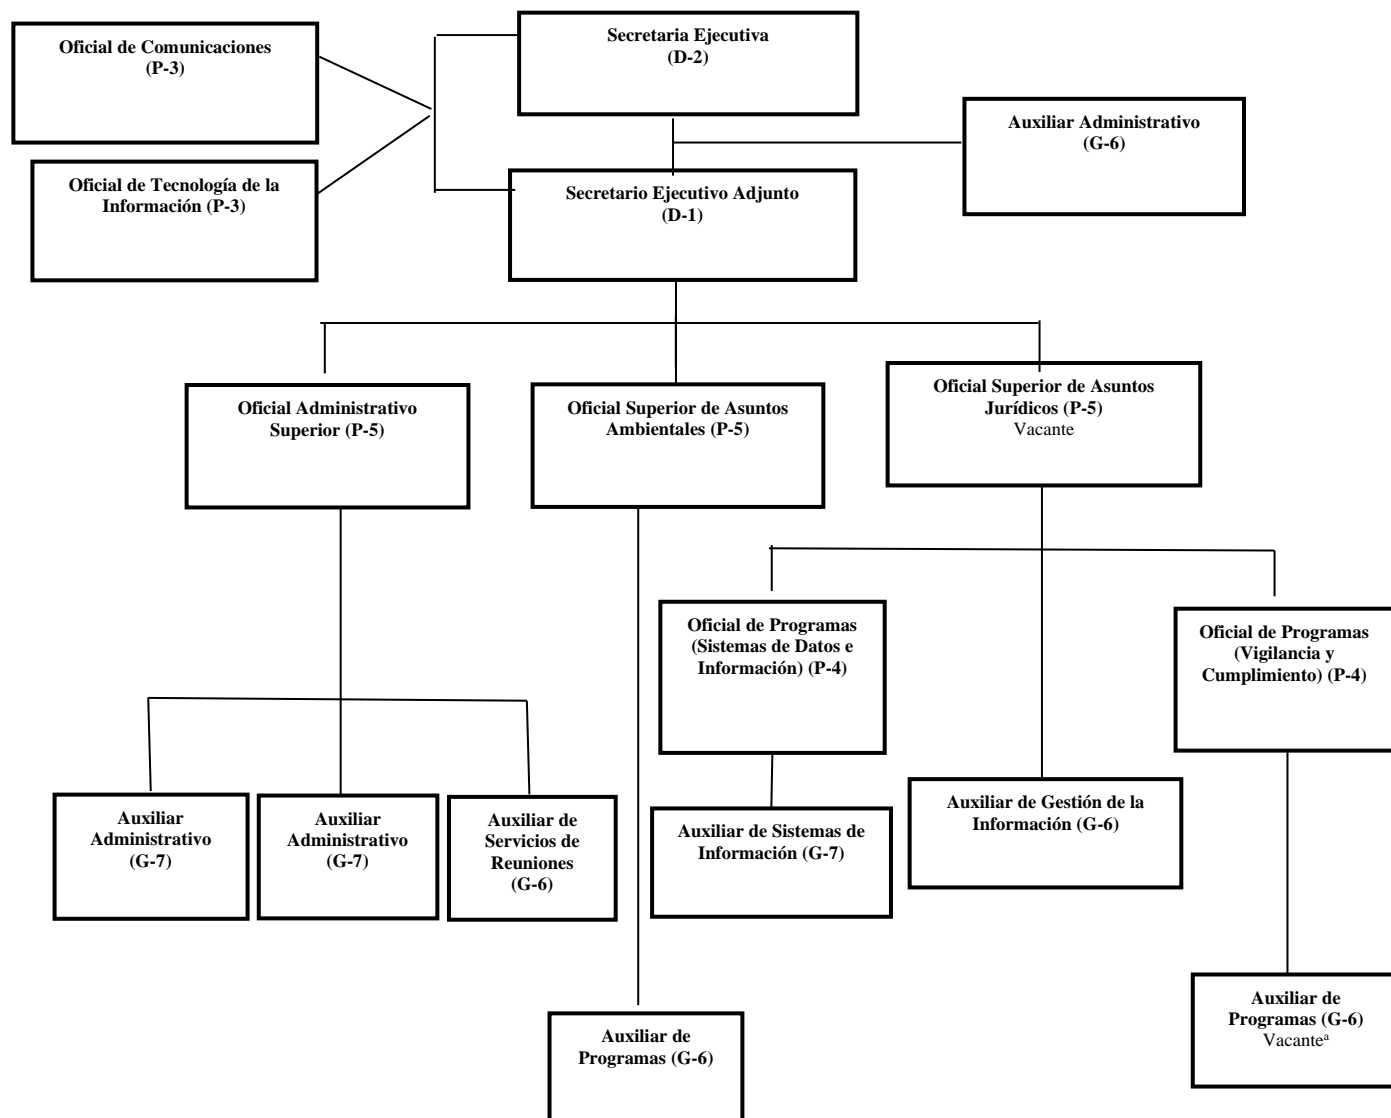 Oficial de Comunicaciones
(P-3)
Secretaria Ejecutiva
(D-2)
Auxiliar Administrativo
(G-6)
Oficial de Tecnología de la
Información (P-3)
Secretario Ejecutivo Adjunto
(D-1)
Oficial Administrativo
Superior (P-5)
Oficial Superior de Asuntos
Ambientales (P-5)
Oficial Superior de Asuntos
Jurídicos (P-5)
Vacante
Oficial de Programas
(Sistemas de Datos e
Información) (P-4)
Oficial de Programas
(Vigilancia y
Cumplimiento) (P-4)
Auxiliar
Administrativo
(G-7)
Auxiliar
Administrativo
(G-7)
Auxiliar de
Servicios de
Reuniones
(G-6)
Auxiliar de Sistemas de
Información (G-7)
Auxiliar de Gestión de la
Información (G-6)
Auxiliar de
Programas (G-6)
Auxiliar de
Programas (G-6)
Vacanteª